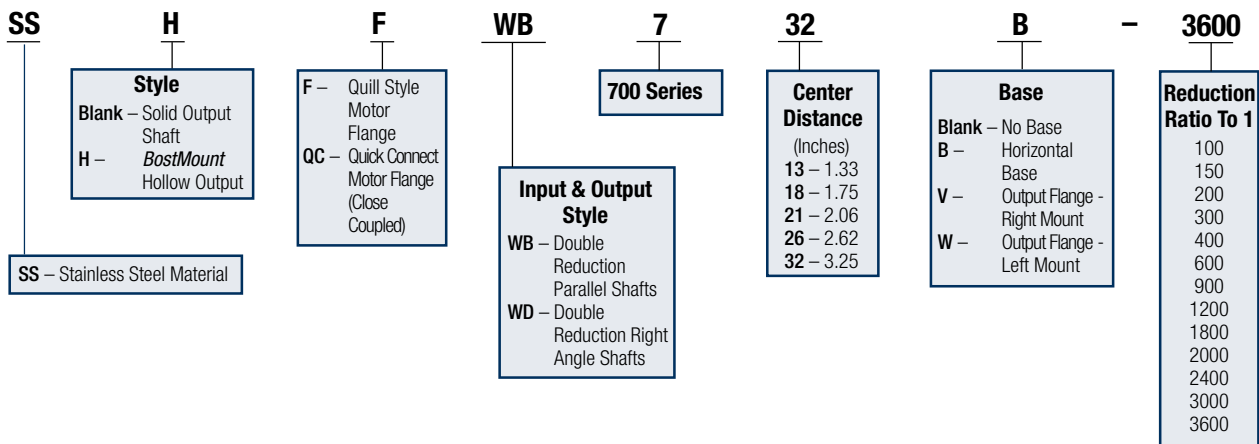 SS H F WB 7 32 B – 3600
Style
Blank – Solid Output
Shaft
H – BostMount
Hollow Output
SS – Stainless Steel Material
F – Quill Style
Motor
Flange
QC – Quick Connect
Motor Flange
(Close
Coupled)
Input & Output
Style
WB – Double
Reduction
Parallel Shafts
WD – Double
Reduction Right
Angle Shafts
700 Series
Center
Distance
(Inches)
13 – 1.33
18 – 1.75
21 – 2.06
26 – 2.62
32 – 3.25
Base
Blank – No Base
B – Horizontal
Base
V – Output Flange -
Right Mount
W – Output Flange -
Left Mount
Reduction
Ratio To 1
100
150
200
300
400
600
900
1200
1800
2000
2400
3000
3600